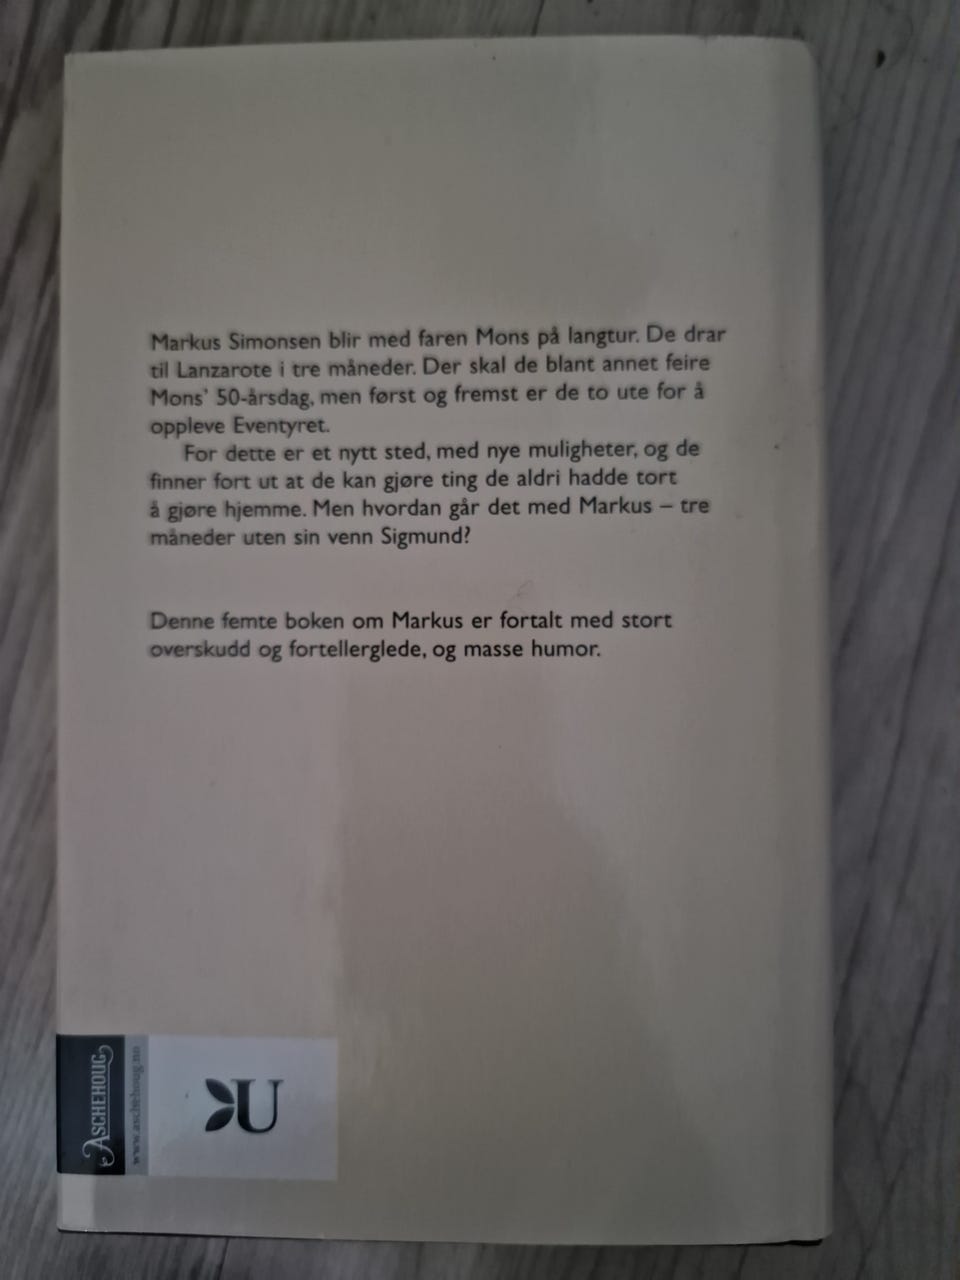 Markus Simonsen blir med faren Mons på langtur. De drar
til Lanzarote i tre måneder. Der skal de blant annet feire
Mons' 50-årsdag, men først og fremst er de to ute for å
oppleve Eventyret.
For dette er et nytt sted, med nye muligheter, og de
finner fort ut at de kan gjøre ting de aldri hadde tort
å gjøre hjemme. Men hvordan går det med Markus – tre
måneder uten sin venn Sigmund?
Denne femte boken om Markus er fortalt med stort
overskudd og fortellerglede, og masse humor.
ASCHEHOUG
www.aschehoug.no
U